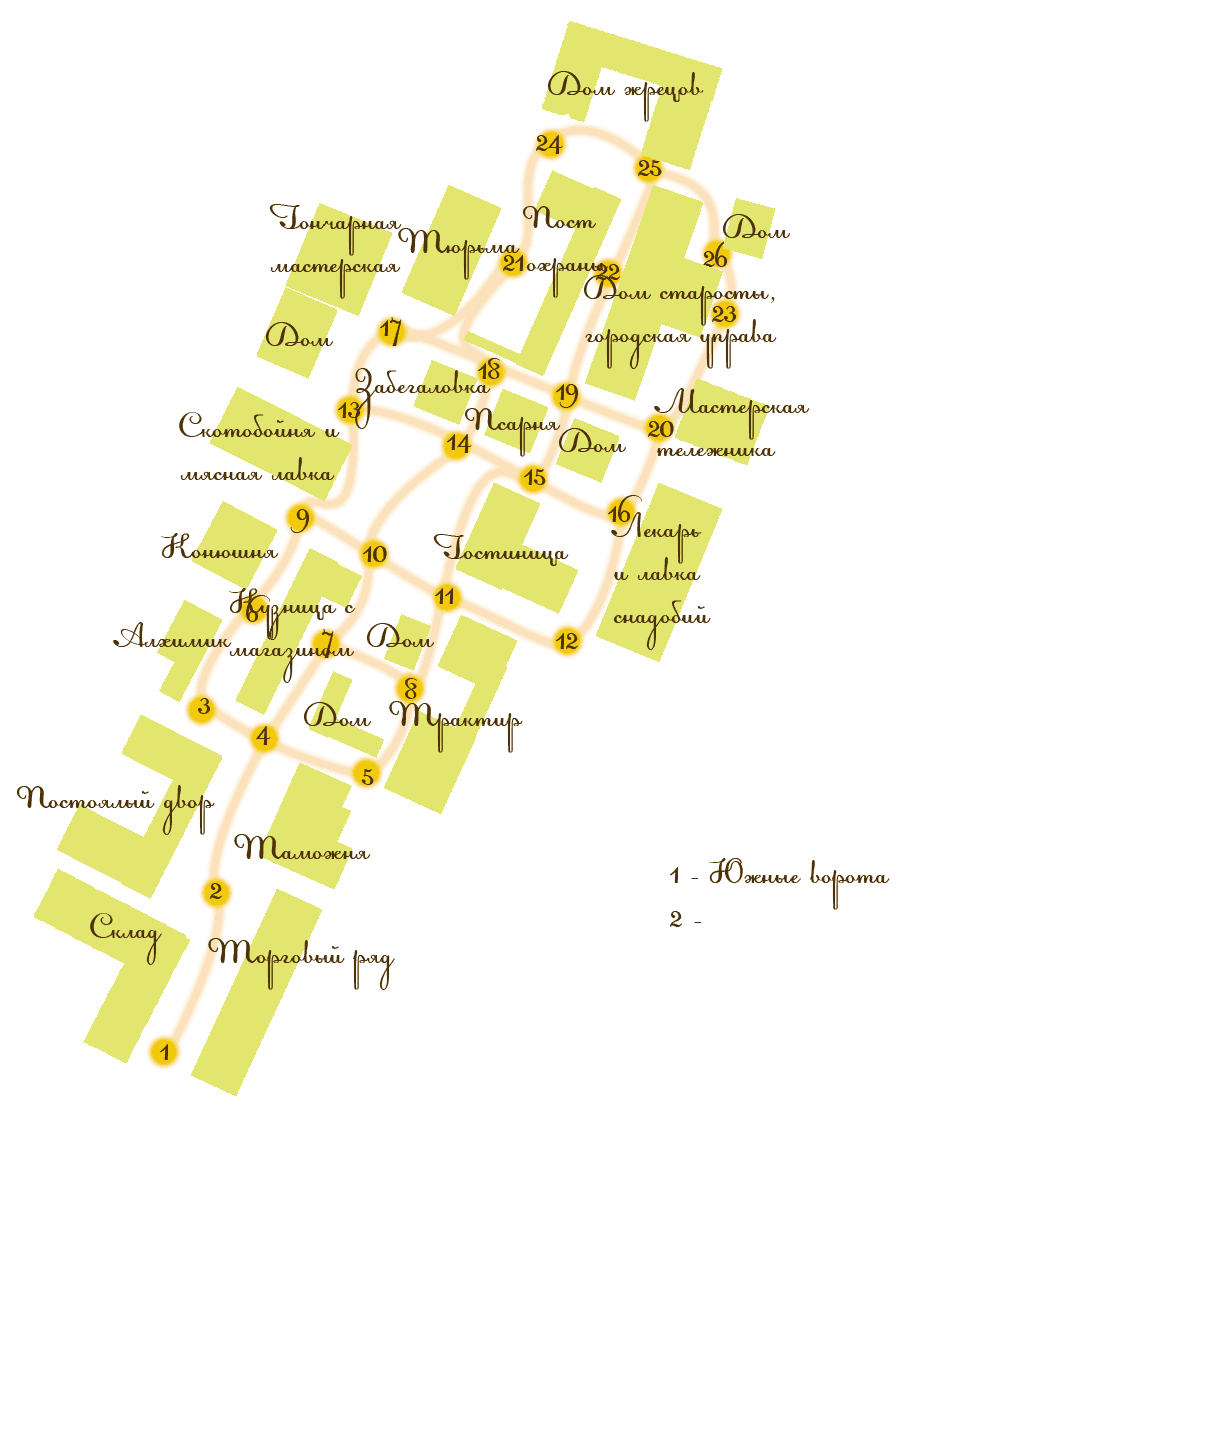 Дом жрецов
24
25
Гончарная
мастерская
Тюрьма
Пост
охраны
21
22
Дом
26
Дом старосты,
городская управа
23
17
Дом
18
Забегаловка
19
13
Псарня
14
Дом
Мастерская
тележника
20
Скотобойня и
мясная лавка
15
16
9
Конюшня
10
Гостиница
Лекарь
и лавка
снадобий
11
6
Кузница с
магазином
Алхимик
7
Дом
12
3
4
Дом
8
Трактир
5
Постоялый двор
Таможня
2
Склад
Торговый ряд
1
1 - Южные ворота
2 -